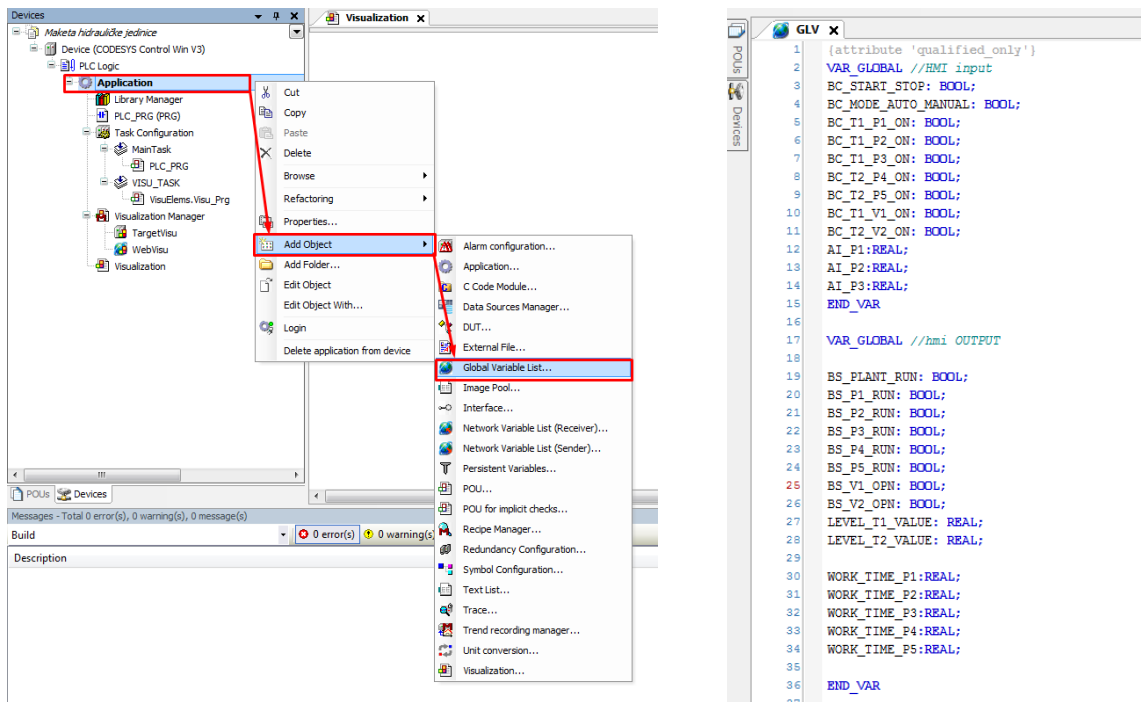 Devices
Maketa hidrauličke jedinice
Device (CODESYS Control Win V3)
PLC Logic
Application
Library Manager
PLC_PRG (PRG)
Task Configuration
MainTask
PLC_PRG
VISU_TASK
VisuElems.Visu_Prg
Visualization Manager
TargetVisu
WebVisu
Visualization
POUs Devices
Visualization
Cut
Copy
Paste
Delete
Browse
Refactoring
Properties...
Add Object
Add Folder...
Edit Object
Edit Object With...
Login
Delete application from device
Alarm configuration...
Application...
C Code Module...
Data Sources Manager...
DUT...
External File...
Global Variable List...
Image Pool...
Interface...
Network Variable List (Receiver)...
Network Variable List (Sender)...
Persistent Variables...
POU...
POU for implicit checks...
Recipe Manager...
Redundancy Configuration...
Symbol Configuration...
Text List...
Trace...
Trend recording manager...
Unit conversion...
Visualization...
Messages - Total 0 error(s), 0 warning(s), 0 message(s)
Build 0 error(s) 0 warning(s)
Description
POUs
Devices
GLV
1 {attribute 'qualified_only'}
2 VAR_GLOBAL //HMI input
3 BC_START_STOP: BOOL;
4 BC_MODE_AUTO_MANUAL: BOOL;
5 BC_T1_P1_ON: BOOL;
6 BC_T1_P2_ON: BOOL;
7 BC_T1_P3_ON: BOOL;
8 BC_T2_P4_ON: BOOL;
9 BC_T2_P5_ON: BOOL;
10 BC_T1_V1_ON: BOOL;
11 BC_T2_V2_ON: BOOL;
12 AI_P1:REAL;
13 AI_P2:REAL;
14 AI_P3:REAL;
15 END_VAR
16
17 VAR_GLOBAL //hmi OUTPUT
18
19 BS_PLANT_RUN: BOOL;
20 BS_P1_RUN: BOOL;
21 BS_P2_RUN: BOOL;
22 BS_P3_RUN: BOOL;
23 BS_P4_RUN: BOOL;
24 BS_P5_RUN: BOOL;
25 BS_V1_OPN: BOOL;
26 BS_V2_OPN: BOOL;
27 LEVEL_T1_VALUE: REAL;
28 LEVEL_T2_VALUE: REAL;
29
30 WORK_TIME_P1:REAL;
31 WORK_TIME_P2:REAL;
32 WORK_TIME_P3:REAL;
33 WORK_TIME_P4:REAL;
34 WORK_TIME_P5:REAL;
35
36 END_VAR